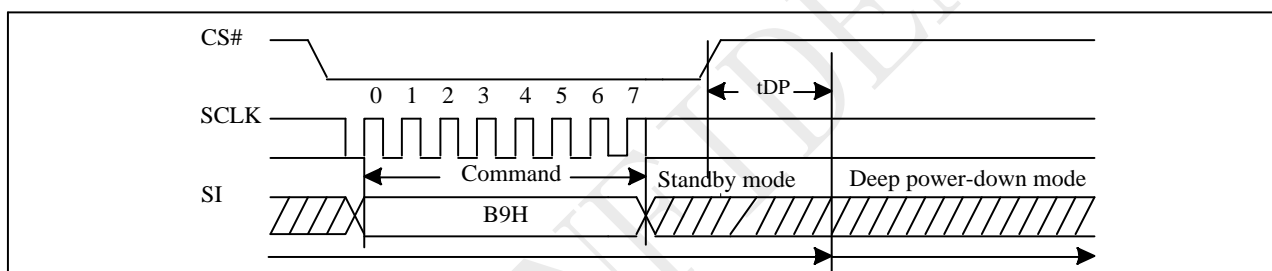 CS#
tDP
0 1 2 3 4 5 6 7
SCLK
Command
Standby mode
Deep power-down mode
SI
B9H